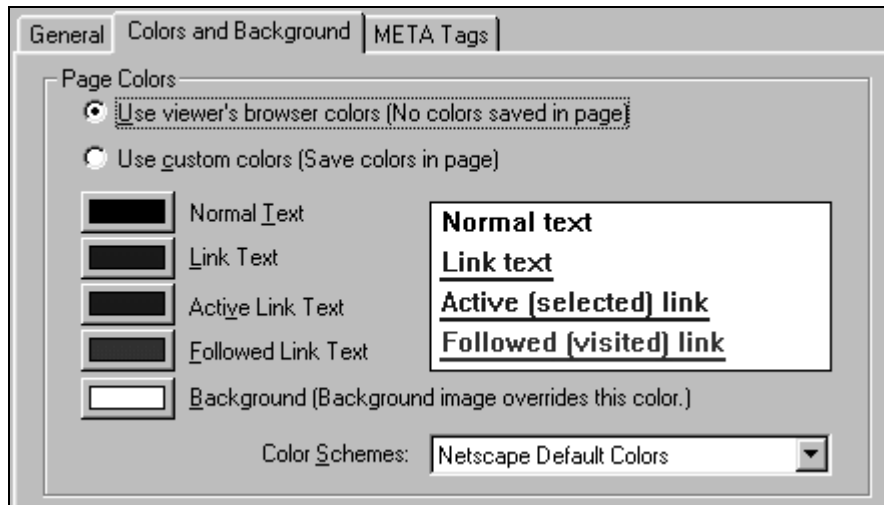 General Colors and Background META Tags
Page Colors
Use viewer's browser colors (No colors saved in page)
Use custom colors (Save colors in page)
Normal Text
Link Text
Active Link Text
Followed Link Text
Normal text
Link text
Active (selected) link
Followed (visited) link
Background (Background image overrides this color.)
Color Schemes: Netscape Default Colors